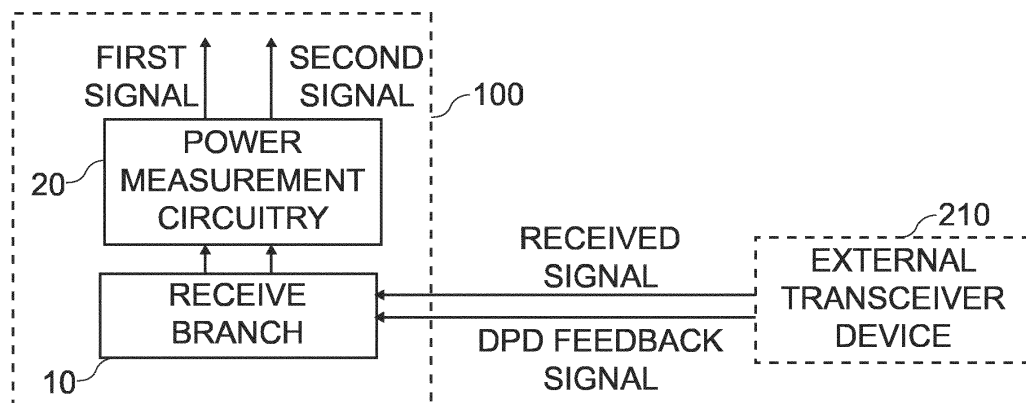 FIRST
SIGNAL
SECOND
SIGNAL
100
POWER
MEASUREMENT
CIRCUITRY
20
RECEIVED
SIGNAL
210
EXTERNAL
TRANSCEIVER
DEVICE
RECEIVE
BRANCH
10
DPD FEEDBACK
SIGNAL